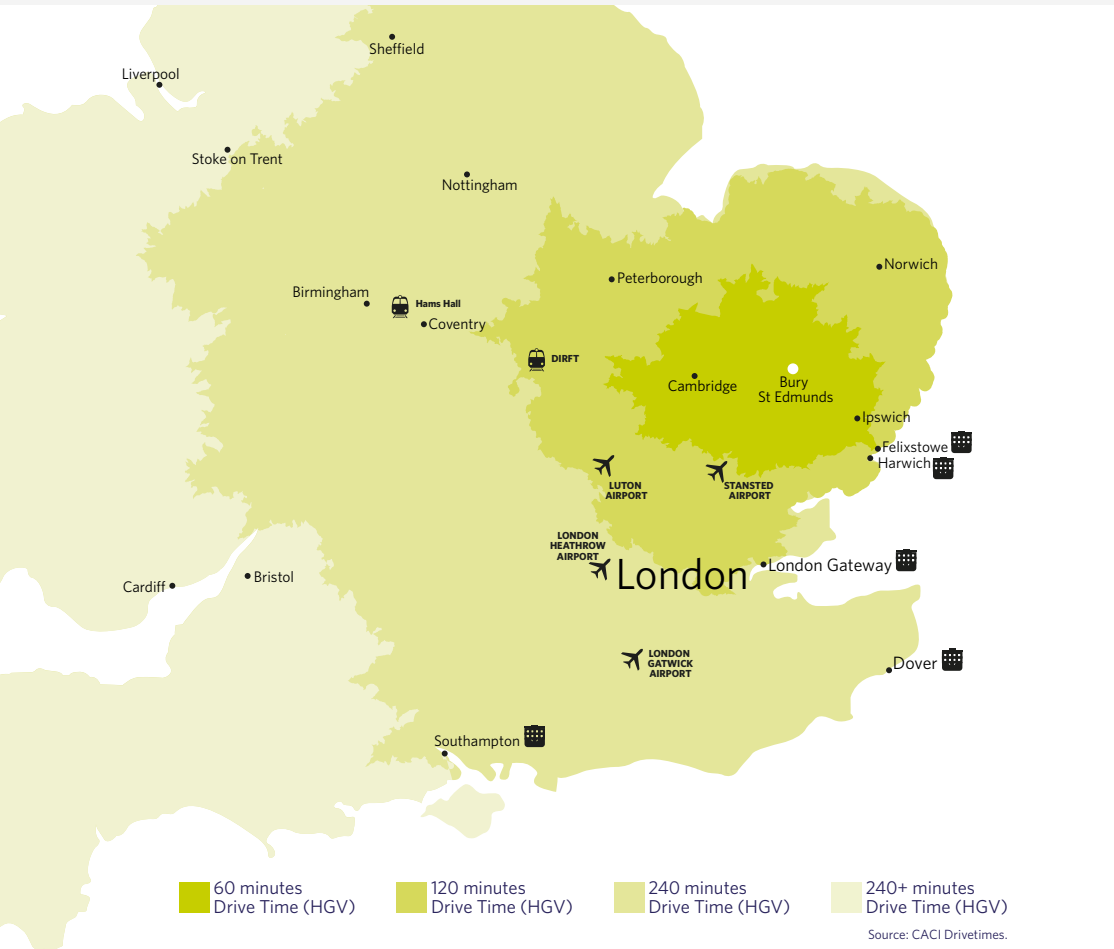 Sheffield
Liverpool
Stoke on Trent
Nottingham
Norwich
Peterborough
Birmingham
Hams Hall
Coventry
DIRFT
Cambridge
Bury
St Edmunds
Ipswich
Felixstowe
Harwich
LUTON
AIRPORT
STANSTED
AIRPORT
LONDON
HEATHROW
AIRPORT
London
London Gateway
Bristol
Cardiff
LONDON
GATWICK
AIRPORT
Dover
Southampton
60 minutes
Drive Time (HGV)
120 minutes
Drive Time (HGV)
240 minutes
Drive Time (HGV)
240+ minutes
Drive Time (HGV)
Source: CACI Drivetimes.